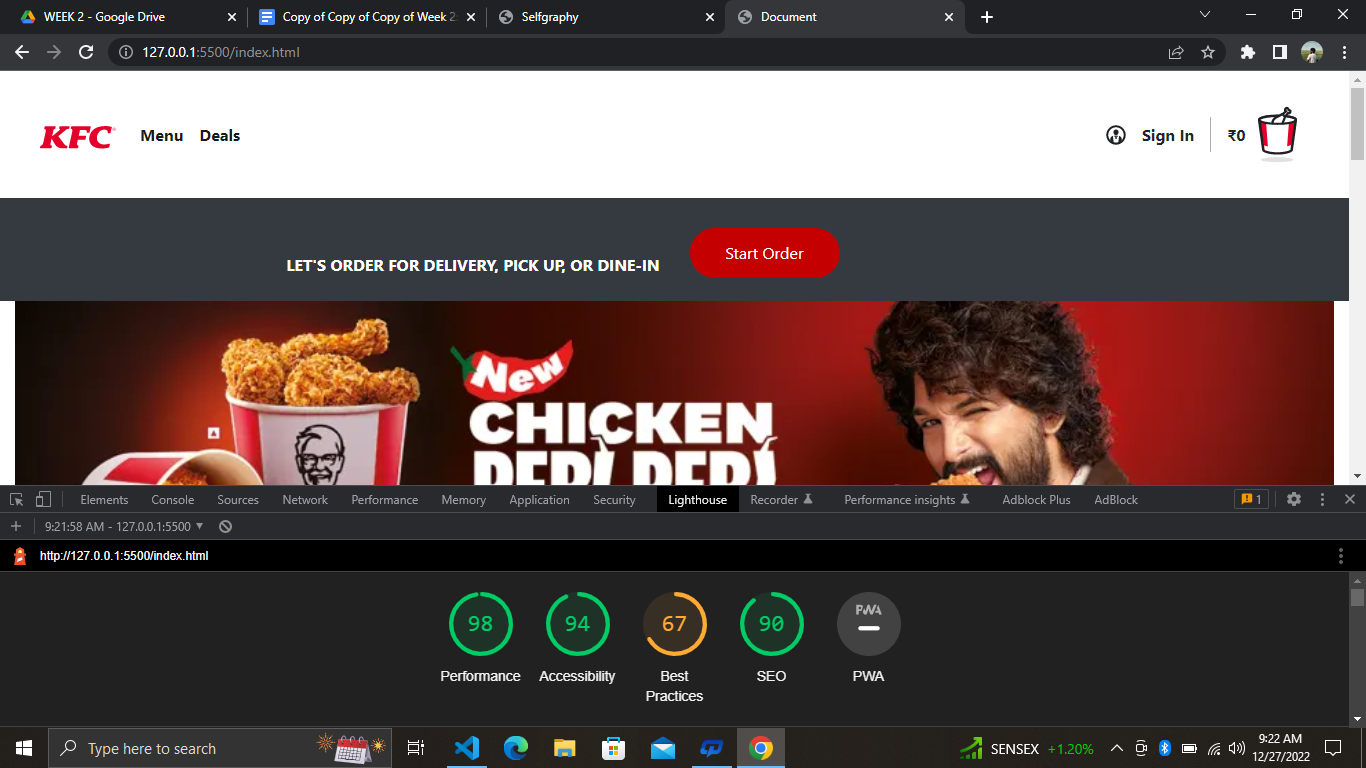 WEEK 2 - Google Drive
Copy of Copy of Copy of Week 2
Selfgraphy
Document
127.0.0.1:5500/index.html
KFC Menu Deals
Sign In ₹0
LET'S ORDER FOR DELIVERY, PICK UP, OR DINE-IN Start Order
New
CHICKEN
PERI PERI
Elements Console Sources Network Performance Memory Application Security Lighthouse Recorder Performance insights Adblock Plus AdBlock 1
9:21:58 AM - 127.0.0.1:5500
http://127.0.0.1:5500/index.html
98 94 67 90 PWA
Performance Accessibility Best Practices SEO PWA
Type here to search
SENSEX +1.20%
9:22 AM
12/27/2022